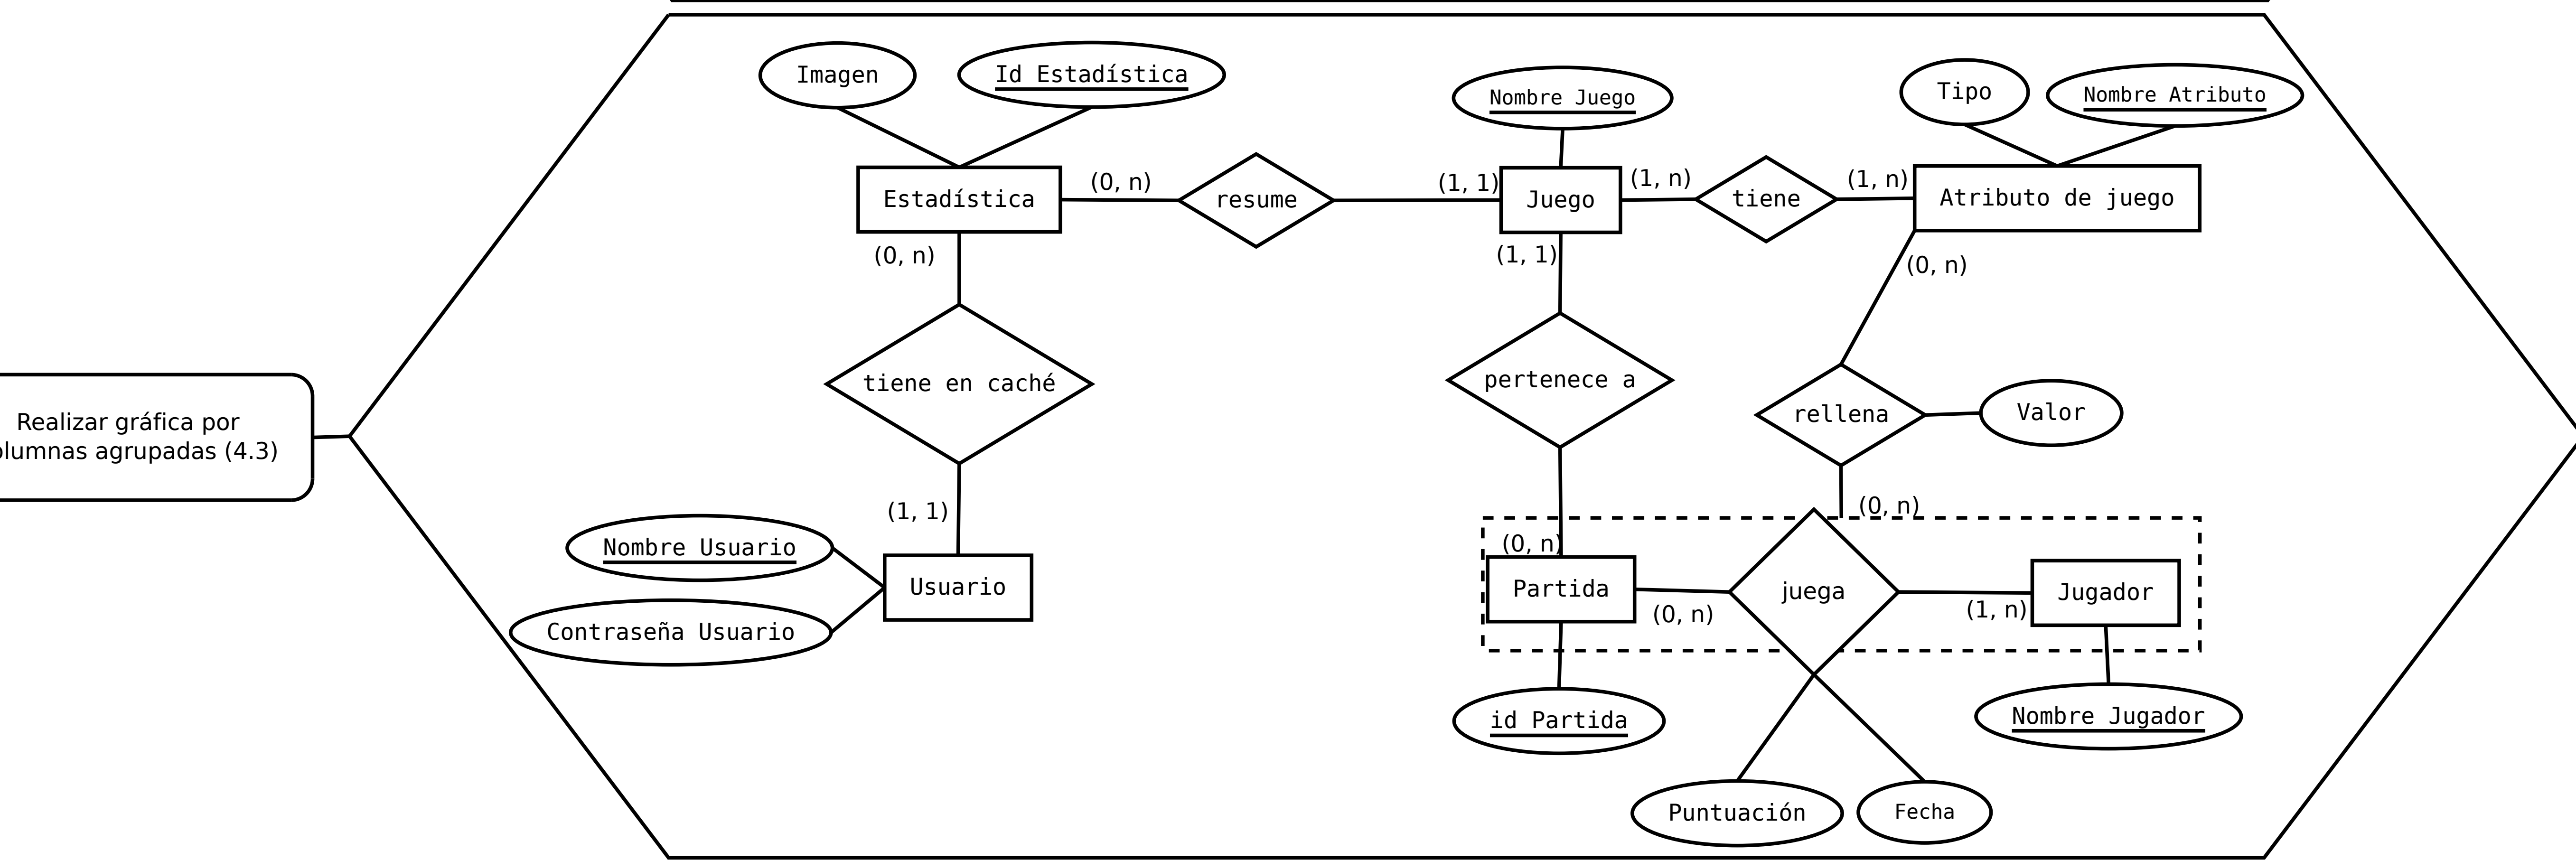 Imagen
Id Estadística
Nombre Juego
Tipo
Nombre Atributo
Estadística
(0, n)
resume
(1, 1)
Juego
(1, n)
tiene
(1, n)
Atributo de juego
(0, n)
(1, 1)
(0, n)
tiene en caché
pertenece a
rellena
Valor
Realizar gráfica por
olumnas agrupadas (4.3)
(1, 1)
(0, n)
(0, n)
Nombre Usuario
Usuario
Contraseña Usuario
Partida
(0, n)
juega
(1, n)
Jugador
id Partida
Nombre Jugador
Puntuación
Fecha